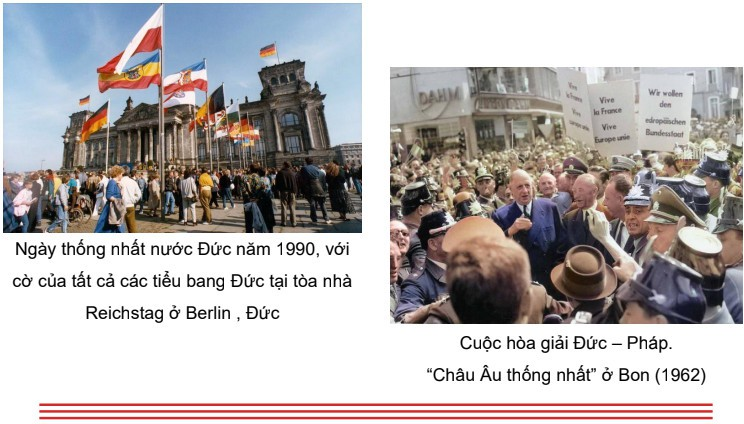 Ngày thống nhất nước Đức năm 1990, với
cờ của tất cả các tiểu bang Đức tại tòa nhà
Reichstag ở Berlin , Đức
DAUM
Vive
la France
Vive
Europe unie
Wir wollen
den
edropäischen
Bundesstaat
Cuộc hòa giải Đức – Pháp.
“Châu Âu thống nhất” ở Bon (1962)